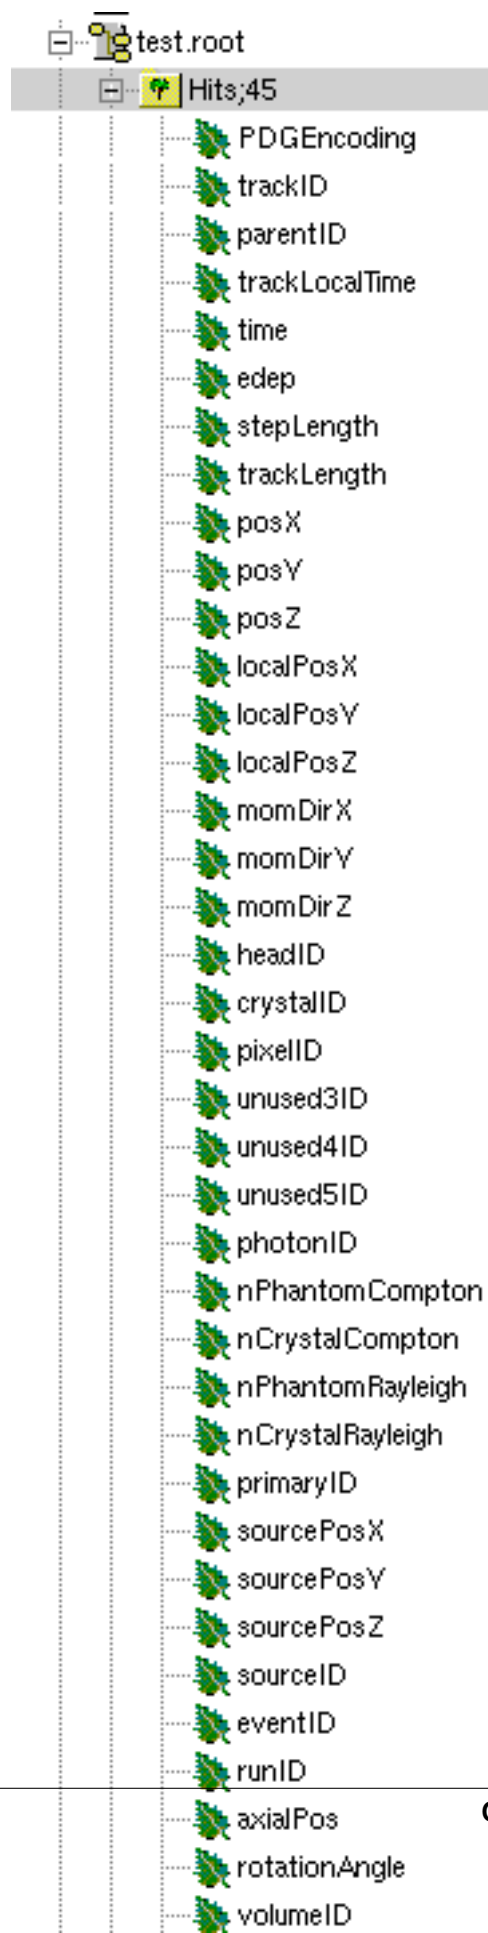 test.root
Hits;45
PDGEncoding
trackID
parentID
trackLocalTime
time
edep
stepLength
trackLength
posX
posY
posZ
localPosX
localPosY
localPosZ
momDirX
momDirY
momDirZ
headID
crystalID
pixelID
unused3ID
unused4ID
unused5ID
photonID
nPhantomCompton
nCrystalCompton
nPhantomRayleigh
nCrystalRayleigh
primaryID
sourcePosX
sourcePosY
sourcePosZ
sourceID
eventID
runID
axialPos
rotationAngle
volumeID